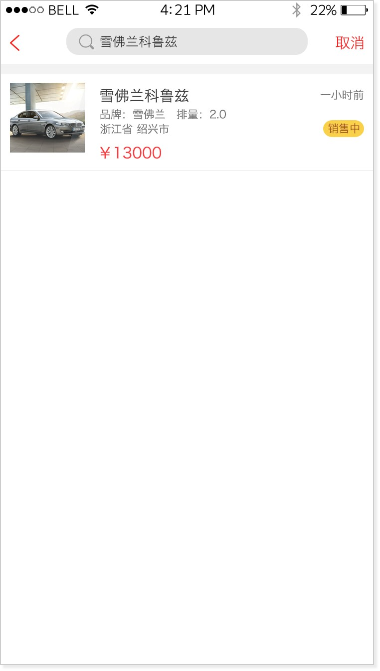 BELL 4:21 PM 22%
雪佛兰科鲁兹 取消
雪佛兰科鲁兹 一小时前
品牌：雪佛兰 排量：2.0
浙江省 绍兴市 销售中
￥13000